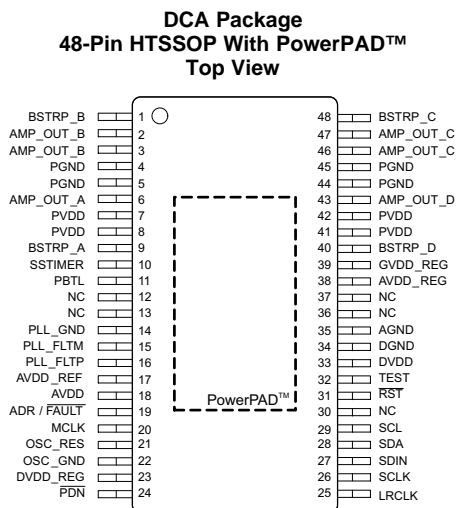 DCA Package
48-Pin HTSSOP With PowerPAD™
Top View
BSTRP_B 1 48 BSTRP_C
AMP_OUT_B 2 47 AMP_OUT_C
AMP_OUT_B 3 46 AMP_OUT_C
PGND 4 45 PGND
PGND 5 44 PGND
AMP_OUT_A 6 43 AMP_OUT_D
PVDD 7 42 PVDD
PVDD 8 41 PVDD
BSTRP_A 9 40 BSTRP_D
SSTIMER 10 39 GVDD_REG
PBTL 11 38 AVDD_REG
NC 12 37 NC
NC 13 36 NC
PLL_GND 14 35 AGND
PLL_FLTM 15 34 DGND
PLL_FLTP 16 33 DVDD
AVDD_REF 17 32 TEST
AVDD 18 PowerPAD™ 31 RST
ADR / FAULT 19 30 NC
MCLK 20 29 SCL
OSC_RES 21 28 SDA
OSC_GND 22 27 SDIN
DVDD_REG 23 26 SCLK
PDN 24 25 LRCLK